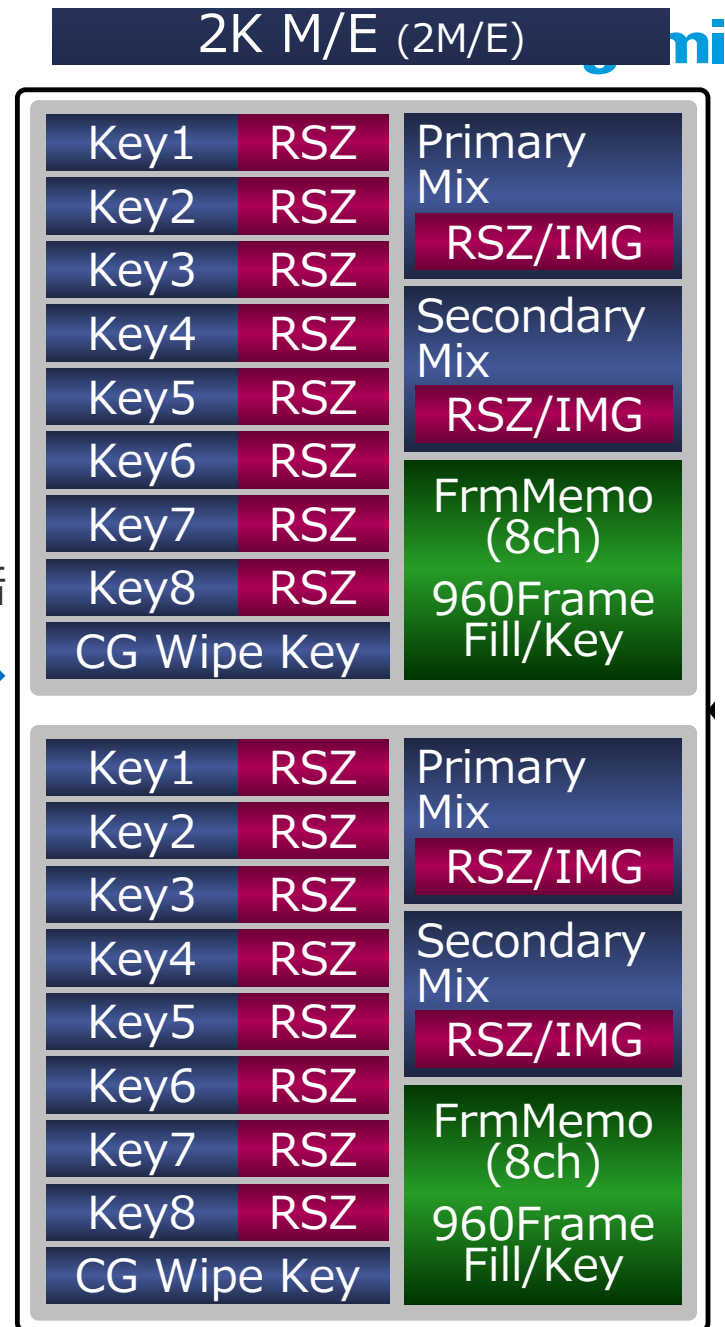 2K M/E (2M/E)
mi
Key1 RSZ
Key2 RSZ
Key3 RSZ
Key4 RSZ
Key5 RSZ
Key6 RSZ
Key7 RSZ
Key8 RSZ
CG Wipe Key
Primary
Mix
RSZ/IMG
Secondary
Mix
RSZ/IMG
FrmMemo
(8ch)
960Frame
Fill/Key
Key1 RSZ
Key2 RSZ
Key3 RSZ
Key4 RSZ
Key5 RSZ
Key6 RSZ
Key7 RSZ
Key8 RSZ
CG Wipe Key
Primary
Mix
RSZ/IMG
Secondary
Mix
RSZ/IMG
FrmMemo
(8ch)
960Frame
Fill/Key